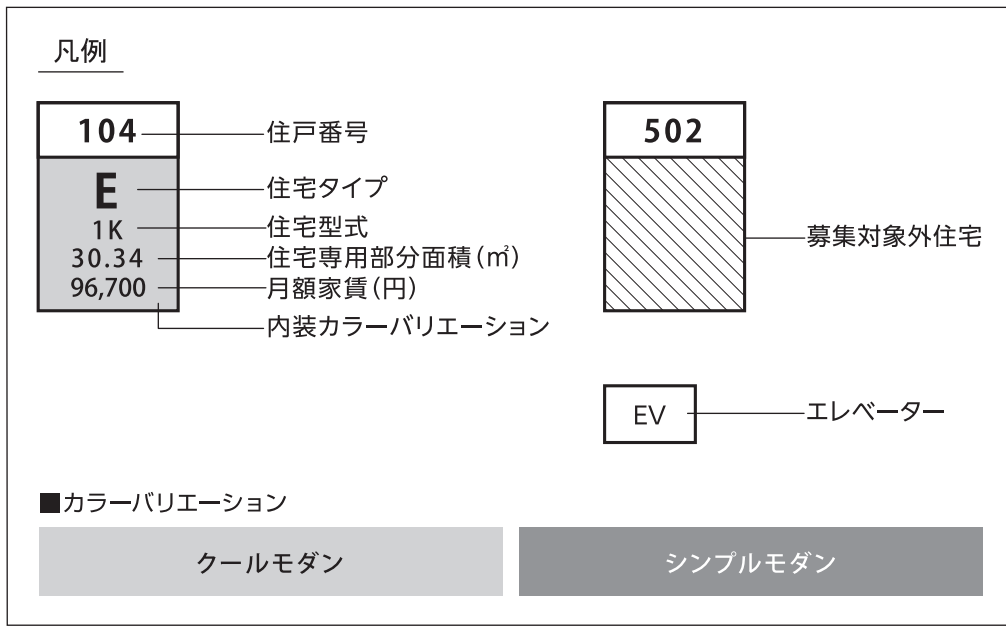 凡例
104
住戸番号
E
住宅タイプ
1K
住宅型式
30.34
住宅専用部分面積(㎡)
96,700
月額家賃(円)
内装カラーバリエーション
502
募集対象外住宅
EV
エレベーター
■カラーバリエーション
クールモダン
シンプルモダン